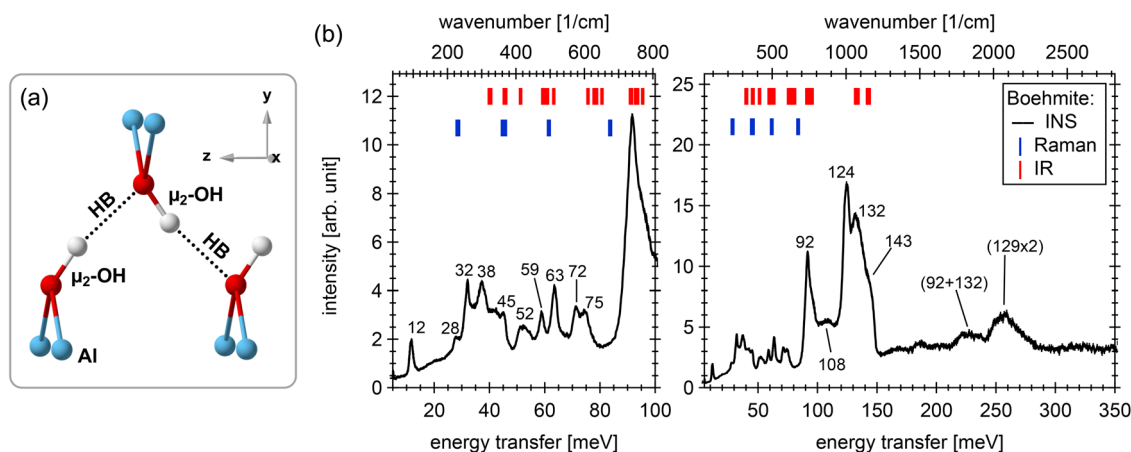 (a)
y
z
x
HB
μ₂-OH
HB
μ₂-OH
Al
(b)
wavenumber [1/cm]
0 200 400 600 800
12
10
8
6
4
2
0
intensity [arb. unit]
12
28
32
38
45
52
59
63
72
75
20 40 60 80 100
energy transfer [meV]
wavenumber [1/cm]
0 500 1000 1500 2000 2500
25
20
15
10
5
0
Boehmite:
INS
Raman
IR
92
108
124
132
143
(92+132)
(129x2)
50 100 150 200 250 300 350
energy transfer [meV]